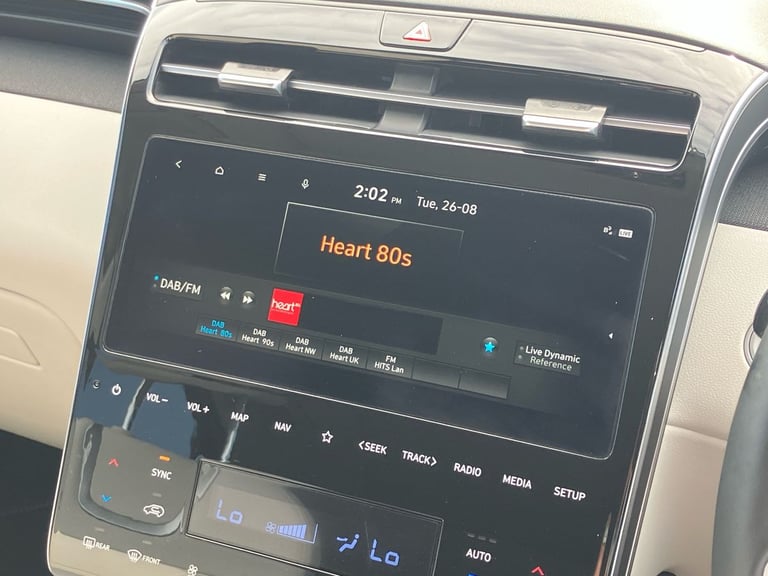 2:02 PM Tue, 26-08
LIVE
Heart 80s
DAB/FM
heart
DAB
Heart 80s
DAB
Heart 90s
DAB
Heart NW
DAB
Heart UK
FM
HITS Lan
Live Dynamic
Reference
VOL−
VOL+
MAP
NAV
<SEEK
TRACK>
RADIO
MEDIA
SETUP
SYNC
Lo
Lo
AUTO
REAR
FRONT